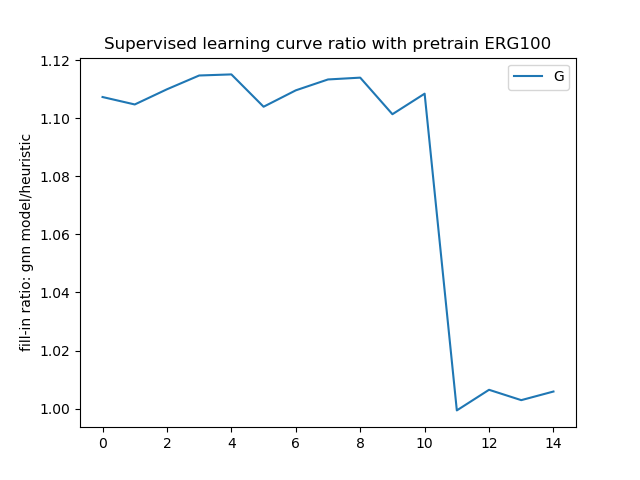 Supervised learning curve ratio with pretrain ERG100
G
fill-in ratio: gnn model/heuristic
1.12
1.10
1.08
1.06
1.04
1.02
1.00
0 2 4 6 8 10 12 14